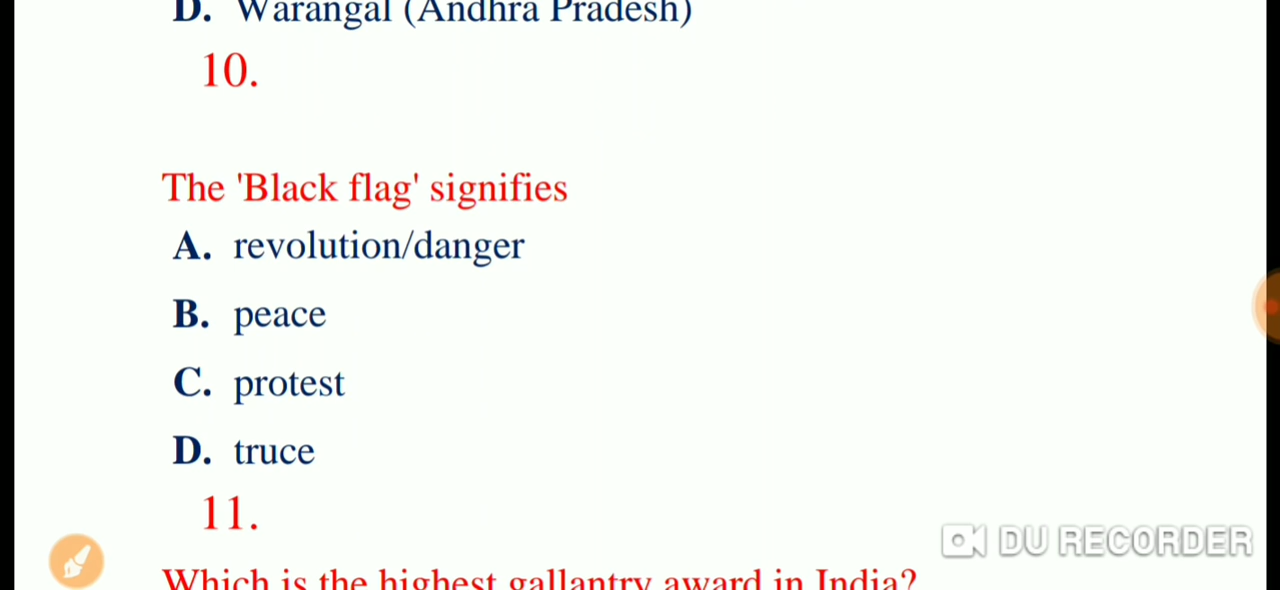 D. Warangal (Andhra Pradesh)
10.
The 'Black flag' signifies
A. revolution/danger
B. peace
C. protest
D. truce
11.
DU RECORDER
Which is the highest gallantry award in India?